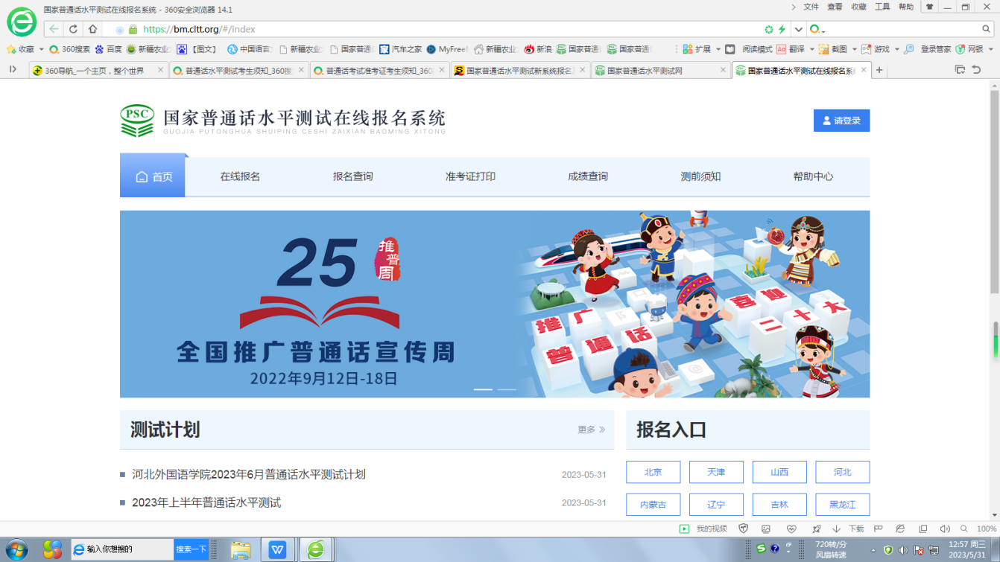 国家普通话水平测试在线报名系统 - 360安全浏览器 14.1
文件 查看 收藏 工具 帮助
https://bm.cltt.org/#/index
收藏 360搜索 百度 新疆农业 【图文】 中国语言 新疆农业 国家普通 汽车之家 MyFree 新疆农业 新浪 国家普通 国家普通 扩展 阅读模式 翻译 截图 游戏 登录管家 网银
360导航_一个主页，整个世界 普通话水平测试考生须知_360搜 普通话考试准考证考生须知_360 国家普通话水平测试新系统报名 国家普通话水平测试网 国家普通话水平测试在线报名系
PSC 国家普通话水平测试在线报名系统
GUOJIA PUTONGHUA SHUIPING CESHI ZAIXIAN BAOMING XITONG
请登录
首页 在线报名 报名查询 准考证打印 成绩查询 测前须知 帮助中心
25 推普周
全国推广普通话宣传周
2022年9月12日-18日
推广普通话
喜迎二十大
测试计划 更多
报名入口
河北外国语学院2023年6月普通话水平测试计划 2023-05-31
2023年上半年普通话水平测试 2023-05-31
北京 天津 山西 河北
内蒙古 辽宁 吉林 黑龙江
我的视频 下载 100%
输入你想搜的 搜索一下
720转/分
风扇转速
12:57 周三
2023/5/31